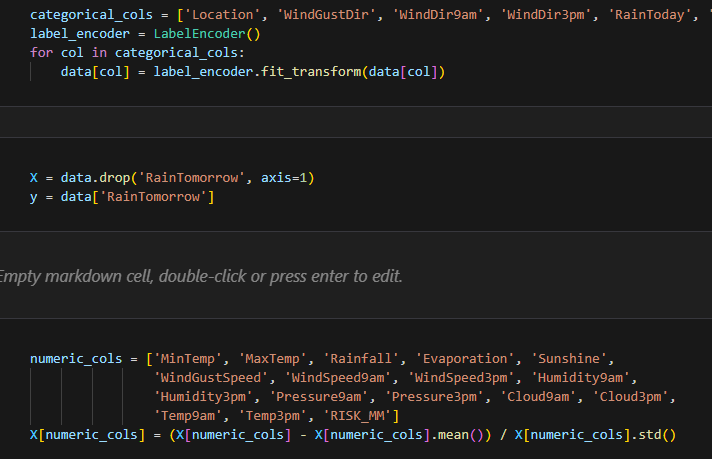 categorical_cols = ['Location', 'WindGustDir', 'WindDir9am', 'WindDir3pm', 'RainToday', '
label_encoder = LabelEncoder()
for col in categorical_cols:
    data[col] = label_encoder.fit_transform(data[col])
X = data.drop('RainTomorrow', axis=1)
y = data['RainTomorrow']
Empty markdown cell, double-click or press enter to edit.
numeric_cols = ['MinTemp', 'MaxTemp', 'Rainfall', 'Evaporation', 'Sunshine',
                'WindGustSpeed', 'WindSpeed9am', 'WindSpeed3pm', 'Humidity9am',
                'Humidity3pm', 'Pressure9am', 'Pressure3pm', 'Cloud9am', 'Cloud3pm',
                'Temp9am', 'Temp3pm', 'RISK_MM']
X[numeric_cols] = (X[numeric_cols] - X[numeric_cols].mean()) / X[numeric_cols].std()